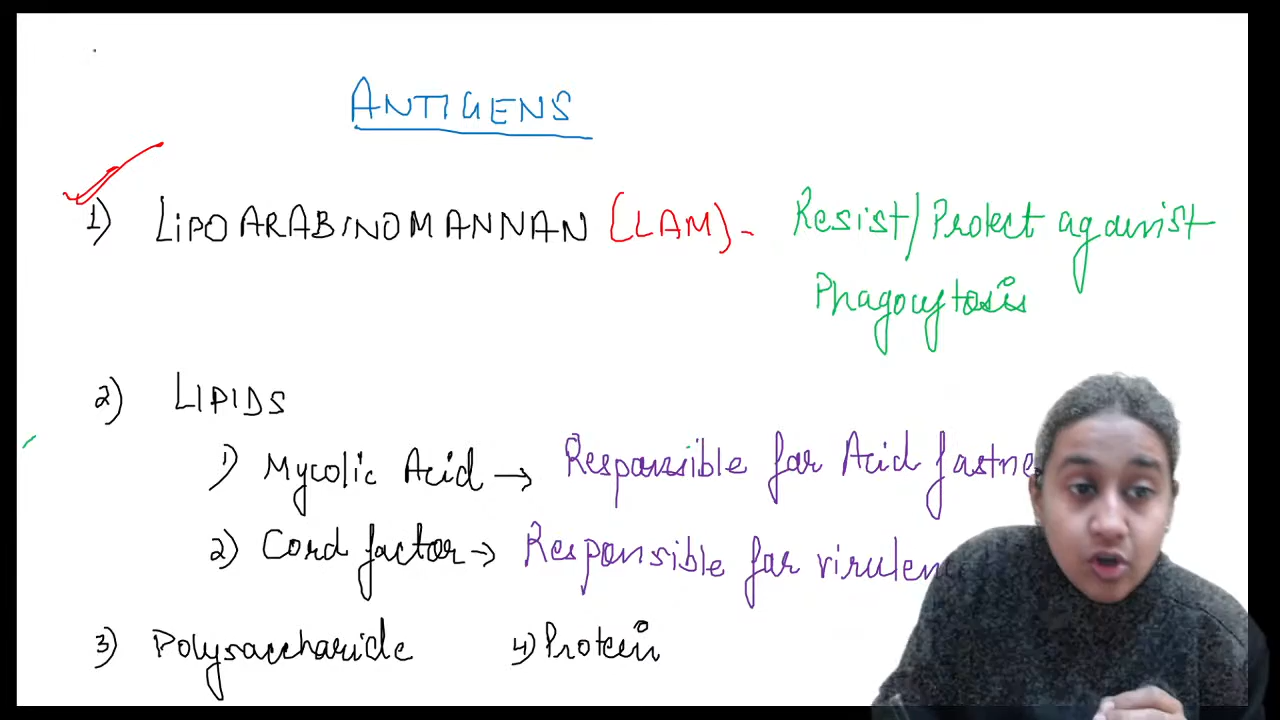 ANTIGENS
1) LIPOARABINOMANNAN (LAM) - Resist/Protect against
Phagocytosis
2) LIPIDS
1) Mycolic Acid → Responsible for Acid fastne
2) Cord factor → Responsible for virulen
3) Polysaccharide 4) Protein